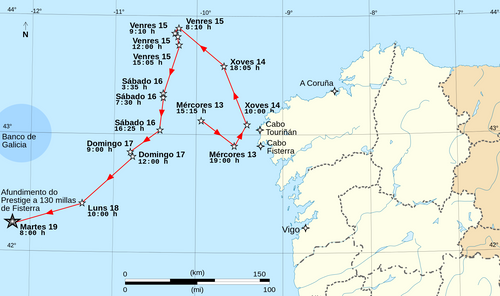 -12°
-11°
-10°
-9°
-8°
N
Venres 15
9:10 h
Venres 15
8:10 h
Venres 15
12:00 h
Venres 15
15:05 h
Xoves 14
18:05 h
Sábado 16
3:35 h
Sábado 16
7:30 h
A Coruña
Mércores 13
15:15 h
Xoves 14
10:00 h
Sábado 16
16:25 h
Cabo
Touriñán
43°
43°
Banco de
Galicia
Domingo 17
9:00 h
Domingo 17
12:00 h
Mércores 13
19:00 h
Cabo
Fisterra
Afundimento do
Prestige a 130 millas
de Fisterra
Luns 18
10:00 h
Martes 19
8:00 h
Vigo
42°
42°
(km)
0
150
0
100
(mi)